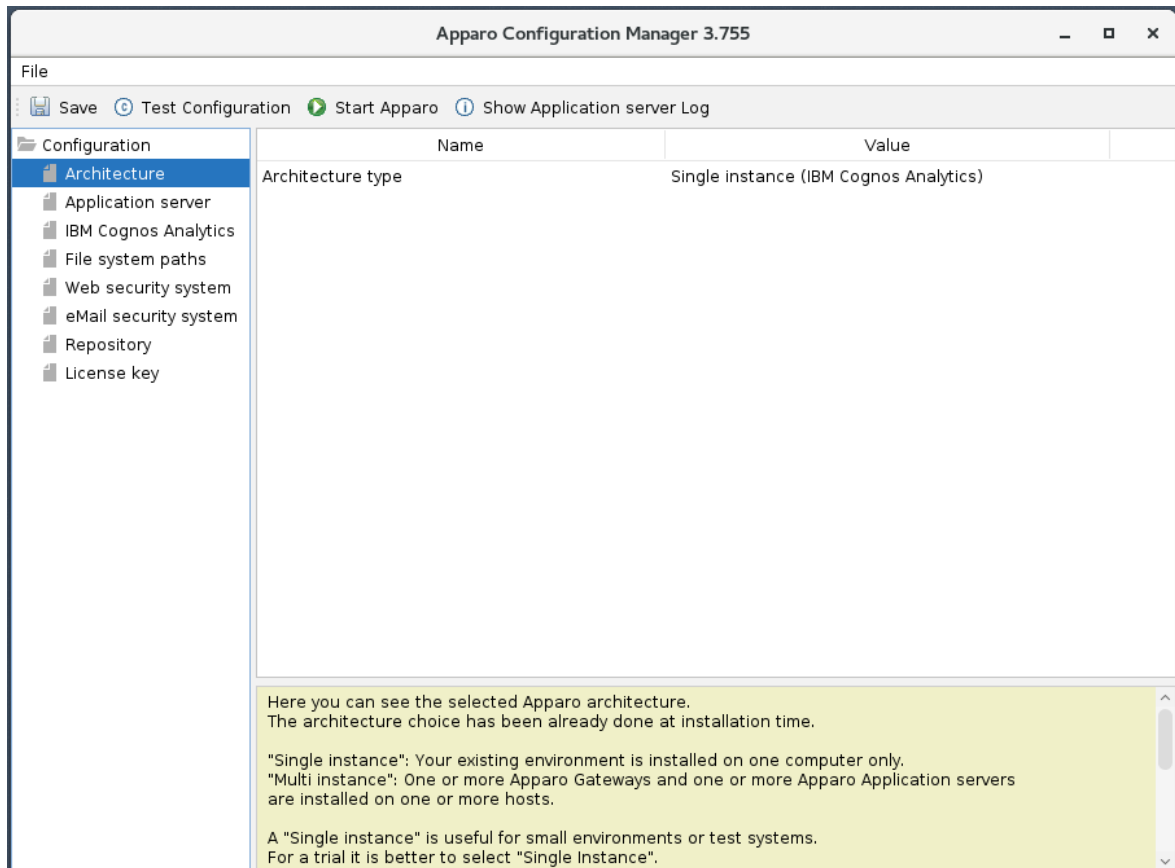 Apparo Configuration Manager 3.755
File
Save Test Configuration Start Apparo Show Application server Log
Configuration
Architecture
Application server
IBM Cognos Analytics
File system paths
Web security system
eMail security system
Repository
License key
Name Value
Architecture type Single instance (IBM Cognos Analytics)
Here you can see the selected Apparo architecture.
The architecture choice has been already done at installation time.
"Single instance": Your existing environment is installed on one computer only.
"Multi instance": One or more Apparo Gateways and one or more Apparo Application servers
are installed on one or more hosts.
A "Single instance" is useful for small environments or test systems.
For a trial it is better to select "Single Instance".